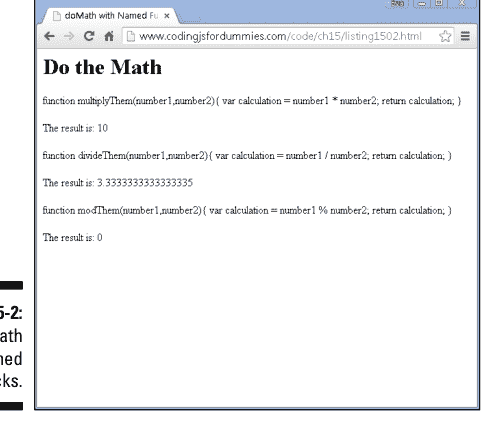 doMath with Named Fu ×
www.codingjsfordummies.com/code/ch15/listing1502.html
Do the Math
function multiplyThem(number1,number2){ var calculation = number1 * number2; return calculation; }
The result is: 10
function divideThem(number1,number2){ var calculation = number1 / number2; return calculation; }
The result is: 3.3333333333333335
function modThem(number1,number2){ var calculation = number1 % number2; return calculation; }
The result is: 0
5-2:
ath
ned
cks.